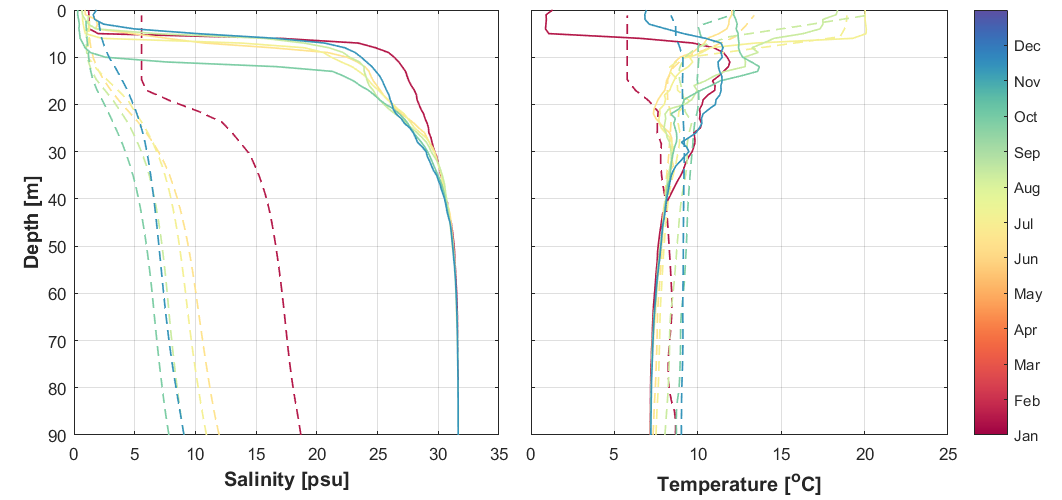 0
10
20
30
40
50
60
70
80
90
Depth [m]
0 5 10 15 20 25 30 35
Salinity [psu]
0 5 10 15 20 25
Temperature [°C]
Dec
Nov
Oct
Sep
Aug
Jul
Jun
May
Apr
Mar
Feb
Jan